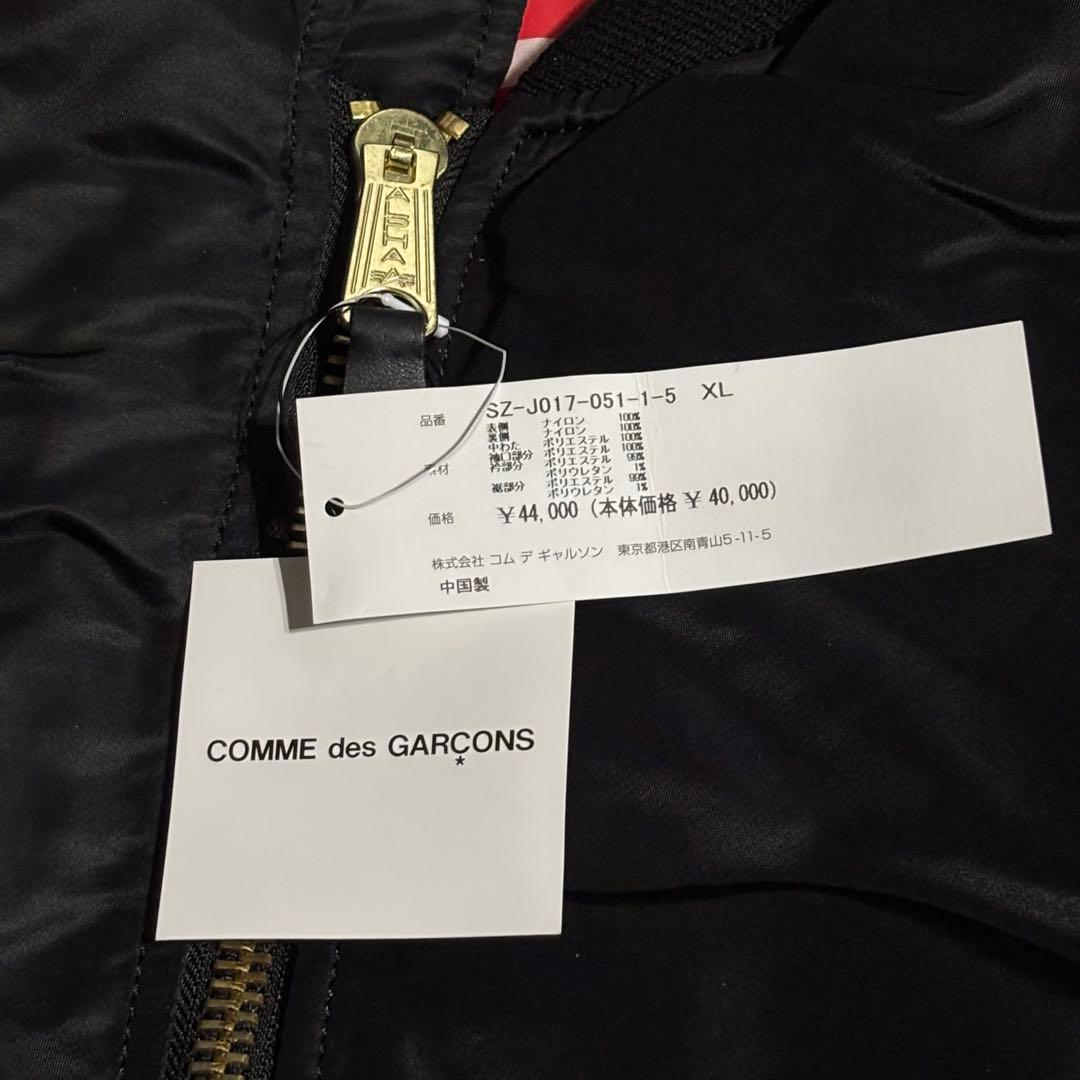 ALPHA
品番 SZ-J017-051-1-5 XL
表側 ナイロン 100%
裏側 ナイロン 100%
中わた ポリエステル 100%
袖口部分 ポリエステル 100%
素材 衿部分 ポリエステル 99%
ポリウレタン 1%
裾部分 ポリエステル 99%
ポリウレタン 1%
価格 ¥44,000 (本体価格 ¥ 40,000)
株式会社 コム デ ギャルソン 東京都港区南青山5-11-5
中国製
COMME des GARÇONS
*